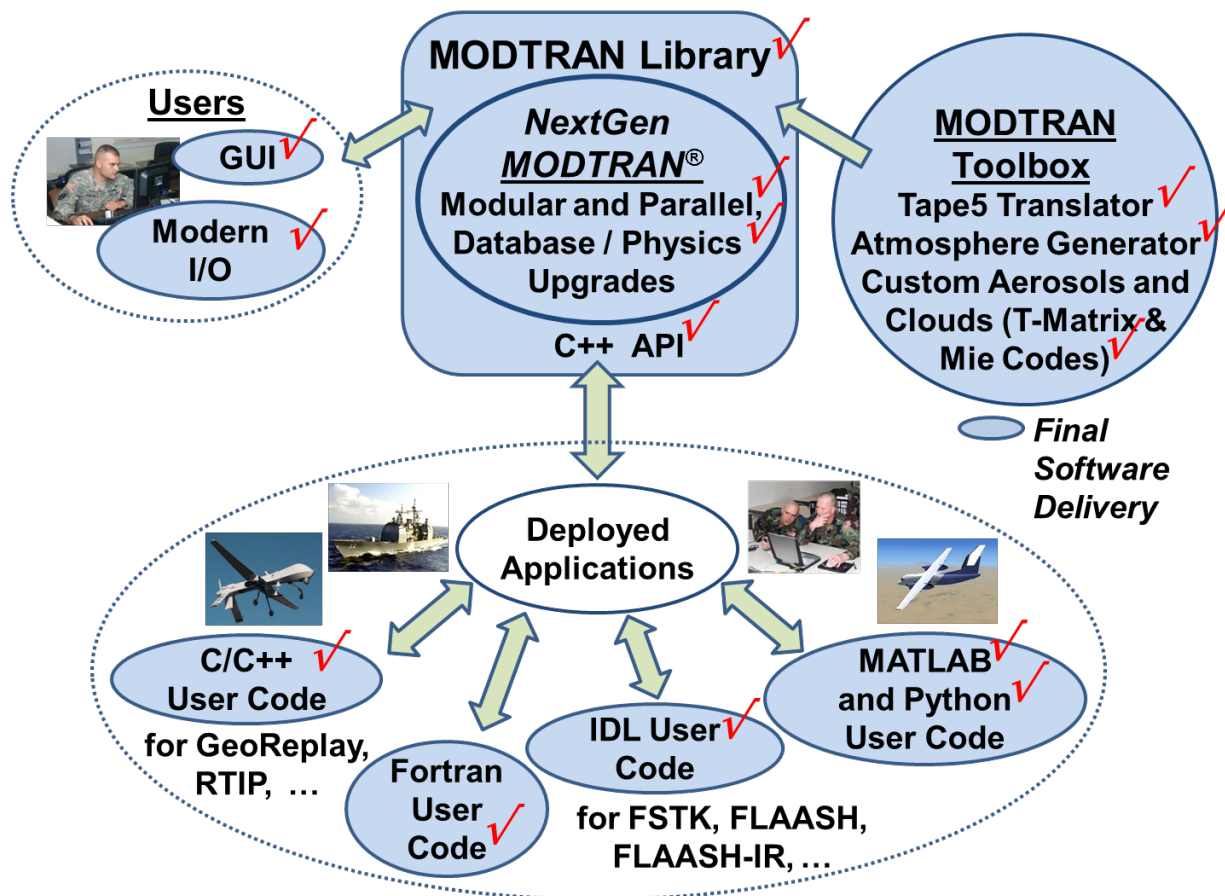 MODTRAN Library √
Users
GUI √
Modern √
I/O
NextGen
MODTRAN®
Modular and Parallel, √
Database / Physics √
Upgrades
C++ API √
MODTRAN
Toolbox
Tape5 Translator √
Atmosphere Generator √
Custom Aerosols and
Clouds (T-Matrix &
Mie Codes) √
Final
Software
Delivery
Deployed
Applications
C/C++ √
User Code
for GeoReplay,
RTIP, …
Fortran
User
Code √
IDL User √
Code
for FSTK, FLAASH,
FLAASH-IR, …
MATLAB √
and Python √
User Code